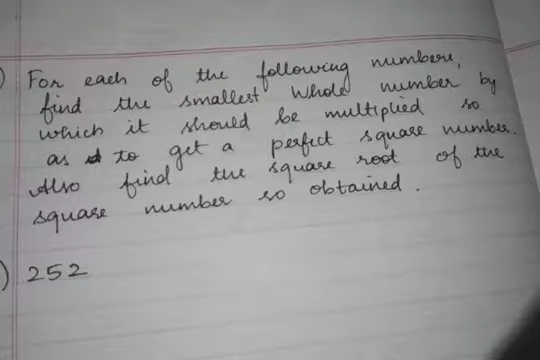 ) For each of the following numbers,
find the smallest whole number by
which it should be multiplied so
as to get a perfect square number.
Also find the square root of the
square number so obtained.
) 252